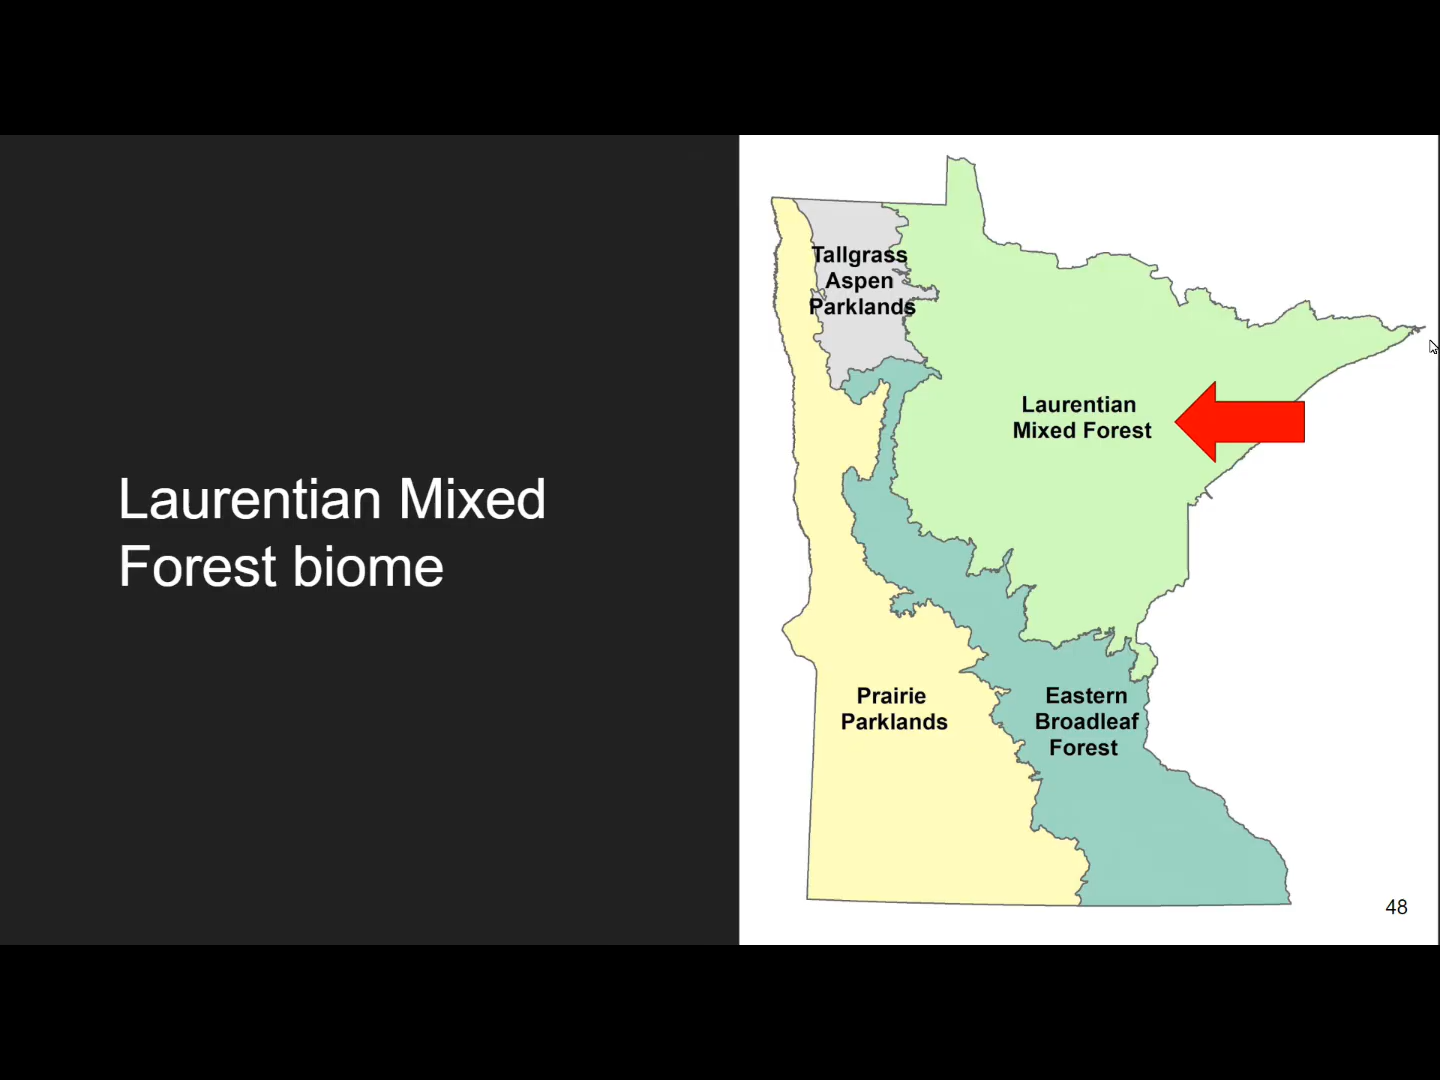 Laurentian Mixed
Forest biome
Tallgrass
Aspen
Parklands
Laurentian
Mixed Forest
Prairie
Parklands
Eastern
Broadleaf
Forest
48